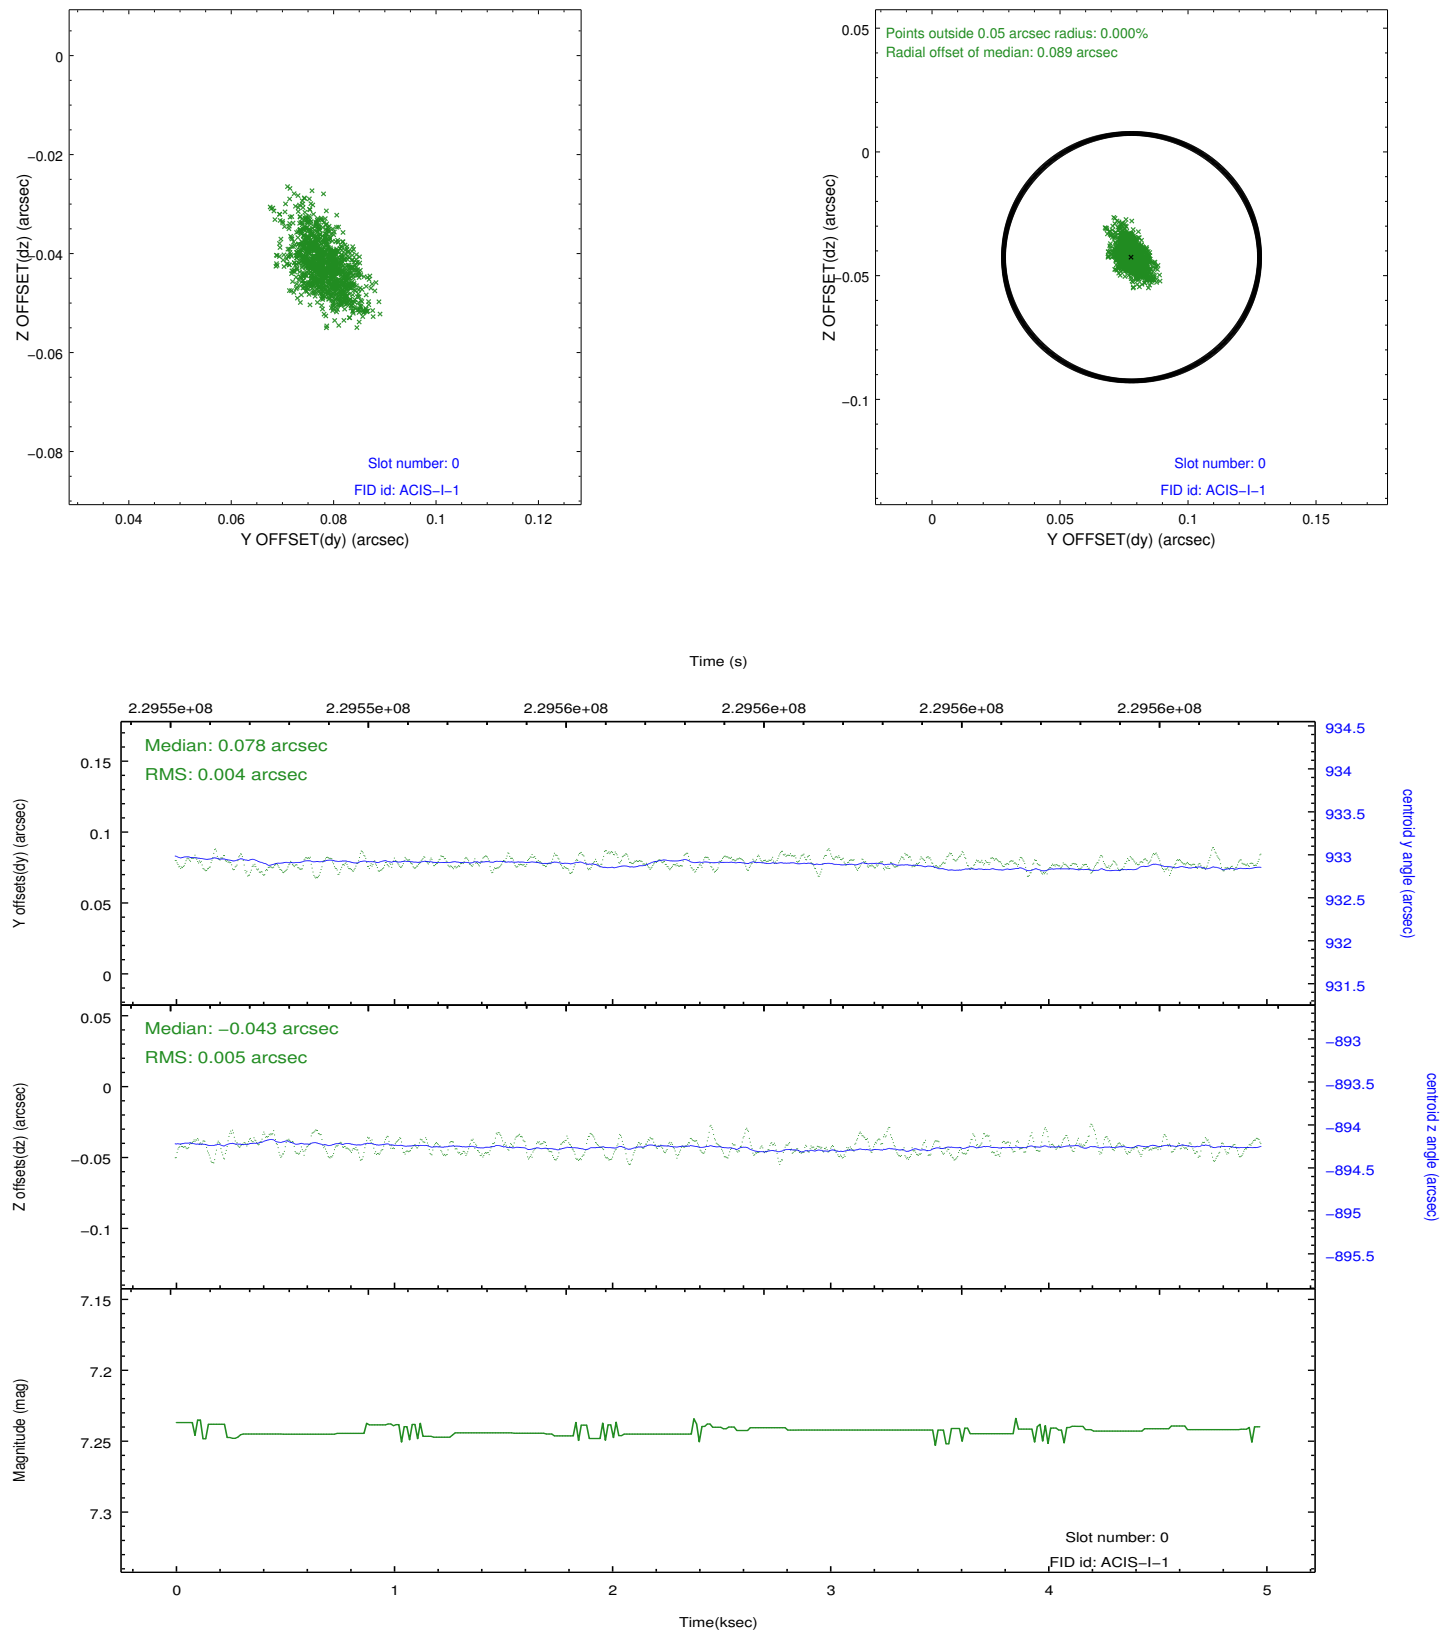 0
−0.02
−0.04
−0.06
−0.08
Z OFFSET(dz) (arcsec)
Slot number: 0
FID id: ACIS−I−1
0.04
0.06
0.08
0.1
0.12
Y OFFSET(dy) (arcsec)
Points outside 0.05 arcsec radius: 0.000%
Radial offset of median: 0.089 arcsec
0.05
0
−0.05
−0.1
Z OFFSET(dz) (arcsec)
Slot number: 0
FID id: ACIS−I−1
0
0.05
0.1
0.15
Y OFFSET(dy) (arcsec)
Time (s)
2.2955e+08
2.2955e+08
2.2956e+08
2.2956e+08
2.2956e+08
2.2956e+08
Median: 0.078 arcsec
RMS: 0.004 arcsec
0.15
0.1
0.05
0
Y offsets(dy) (arcsec)
934.5
934
933.5
933
932.5
932
931.5
centroid y angle (arcsec)
Median: −0.043 arcsec
RMS: 0.005 arcsec
0.05
0
−0.05
−0.1
Z offsets(dz) (arcsec)
−893
−893.5
−894
−894.5
−895
−895.5
centroid z angle (arcsec)
7.15
7.2
7.25
7.3
Magnitude (mag)
Slot number: 0
FID id: ACIS−I−1
0
1
2
3
4
5
Time(ksec)